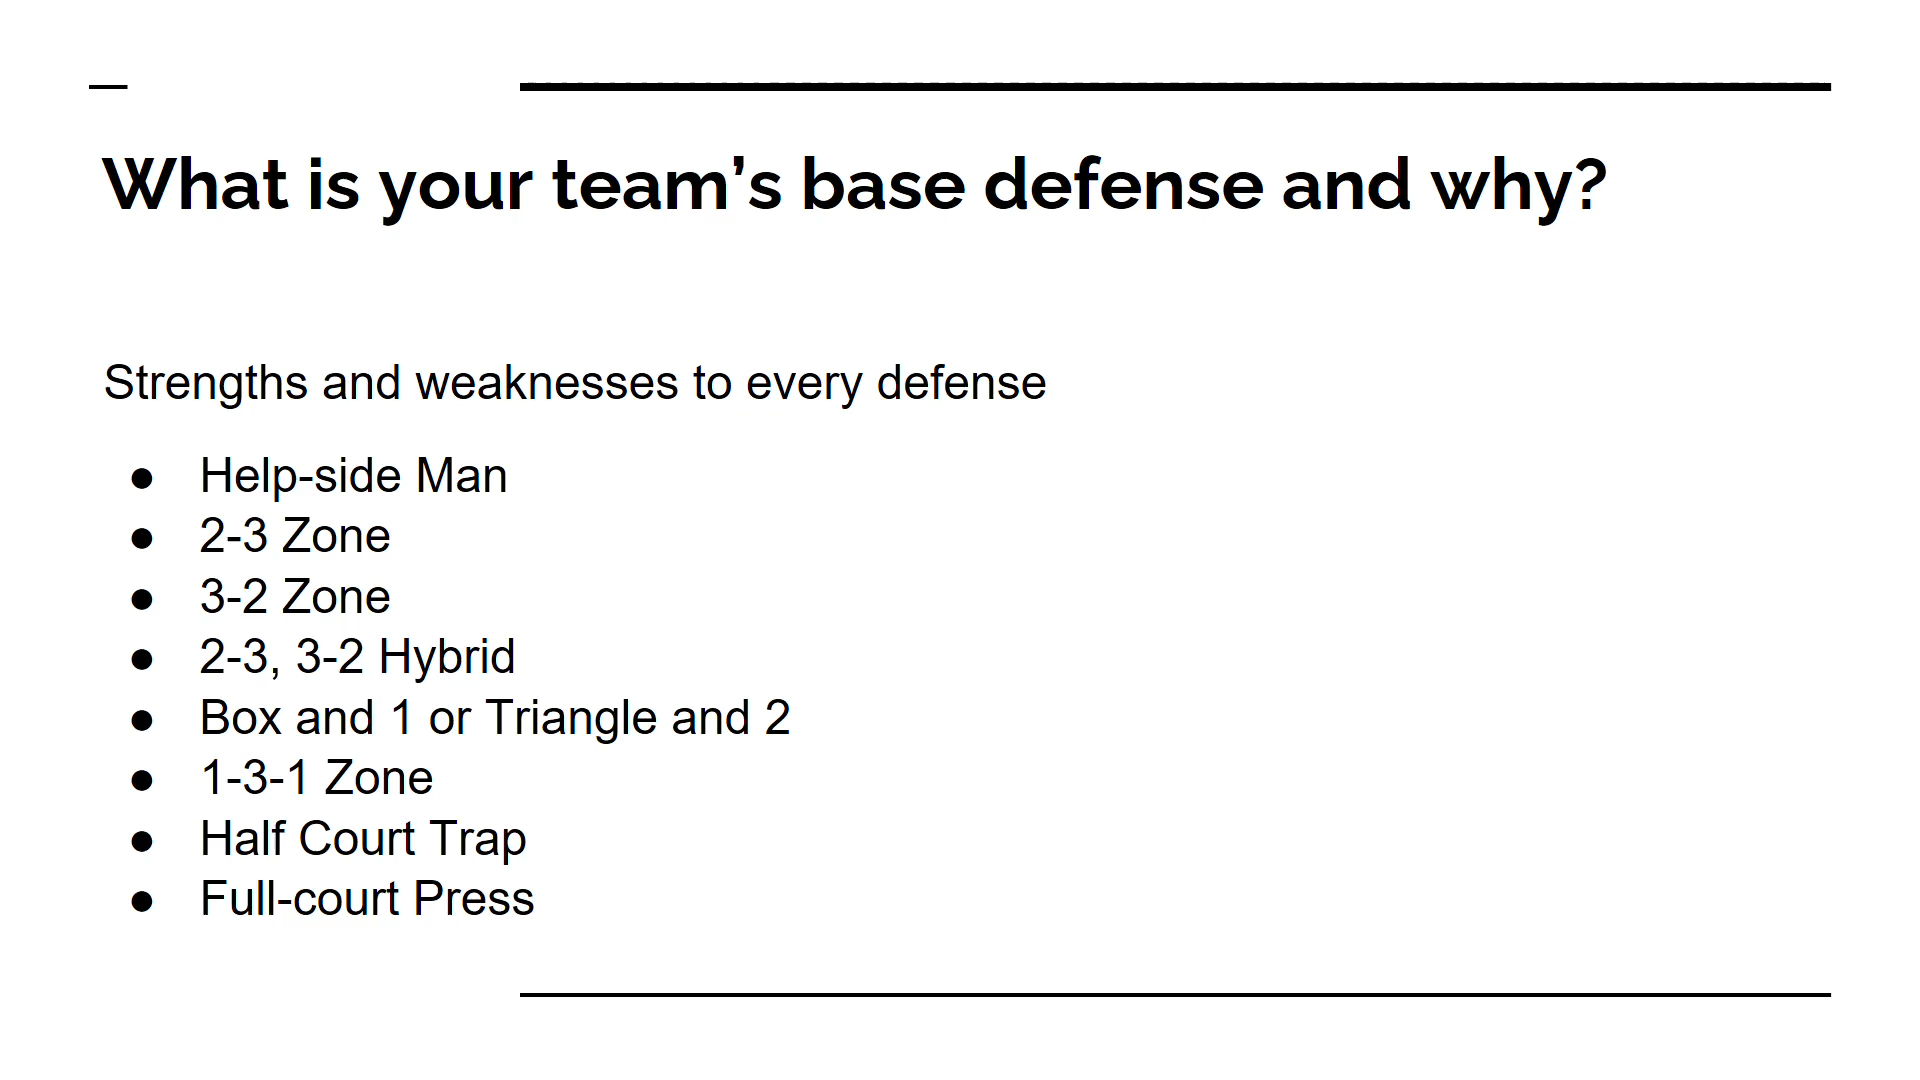 What is your team’s base defense and why?
Strengths and weaknesses to every defense
● Help-side Man
● 2-3 Zone
● 3-2 Zone
● 2-3, 3-2 Hybrid
● Box and 1 or Triangle and 2
● 1-3-1 Zone
● Half Court Trap
● Full-court Press